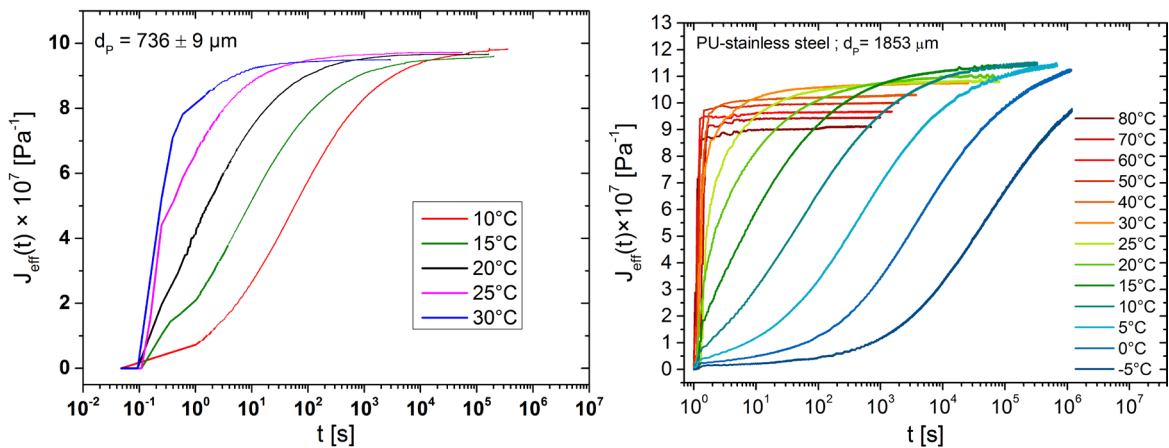 d_P = 736 ± 9 µm
J_eff(t) × 10^7 [Pa^-1]
10
8
6
4
2
0
10°C
15°C
20°C
25°C
30°C
10^-2 10^-1 10^0 10^1 10^2 10^3 10^4 10^5 10^6 10^7
t [s]
PU-stainless steel ; d_P= 1853 µm
J_eff(t)×10^7 [Pa^-1]
13
12
11
10
9
8
7
6
5
4
3
2
1
0
80°C
70°C
60°C
50°C
40°C
30°C
25°C
20°C
15°C
10°C
5°C
0°C
-5°C
10^0 10^1 10^2 10^3 10^4 10^5 10^6 10^7
t [s]